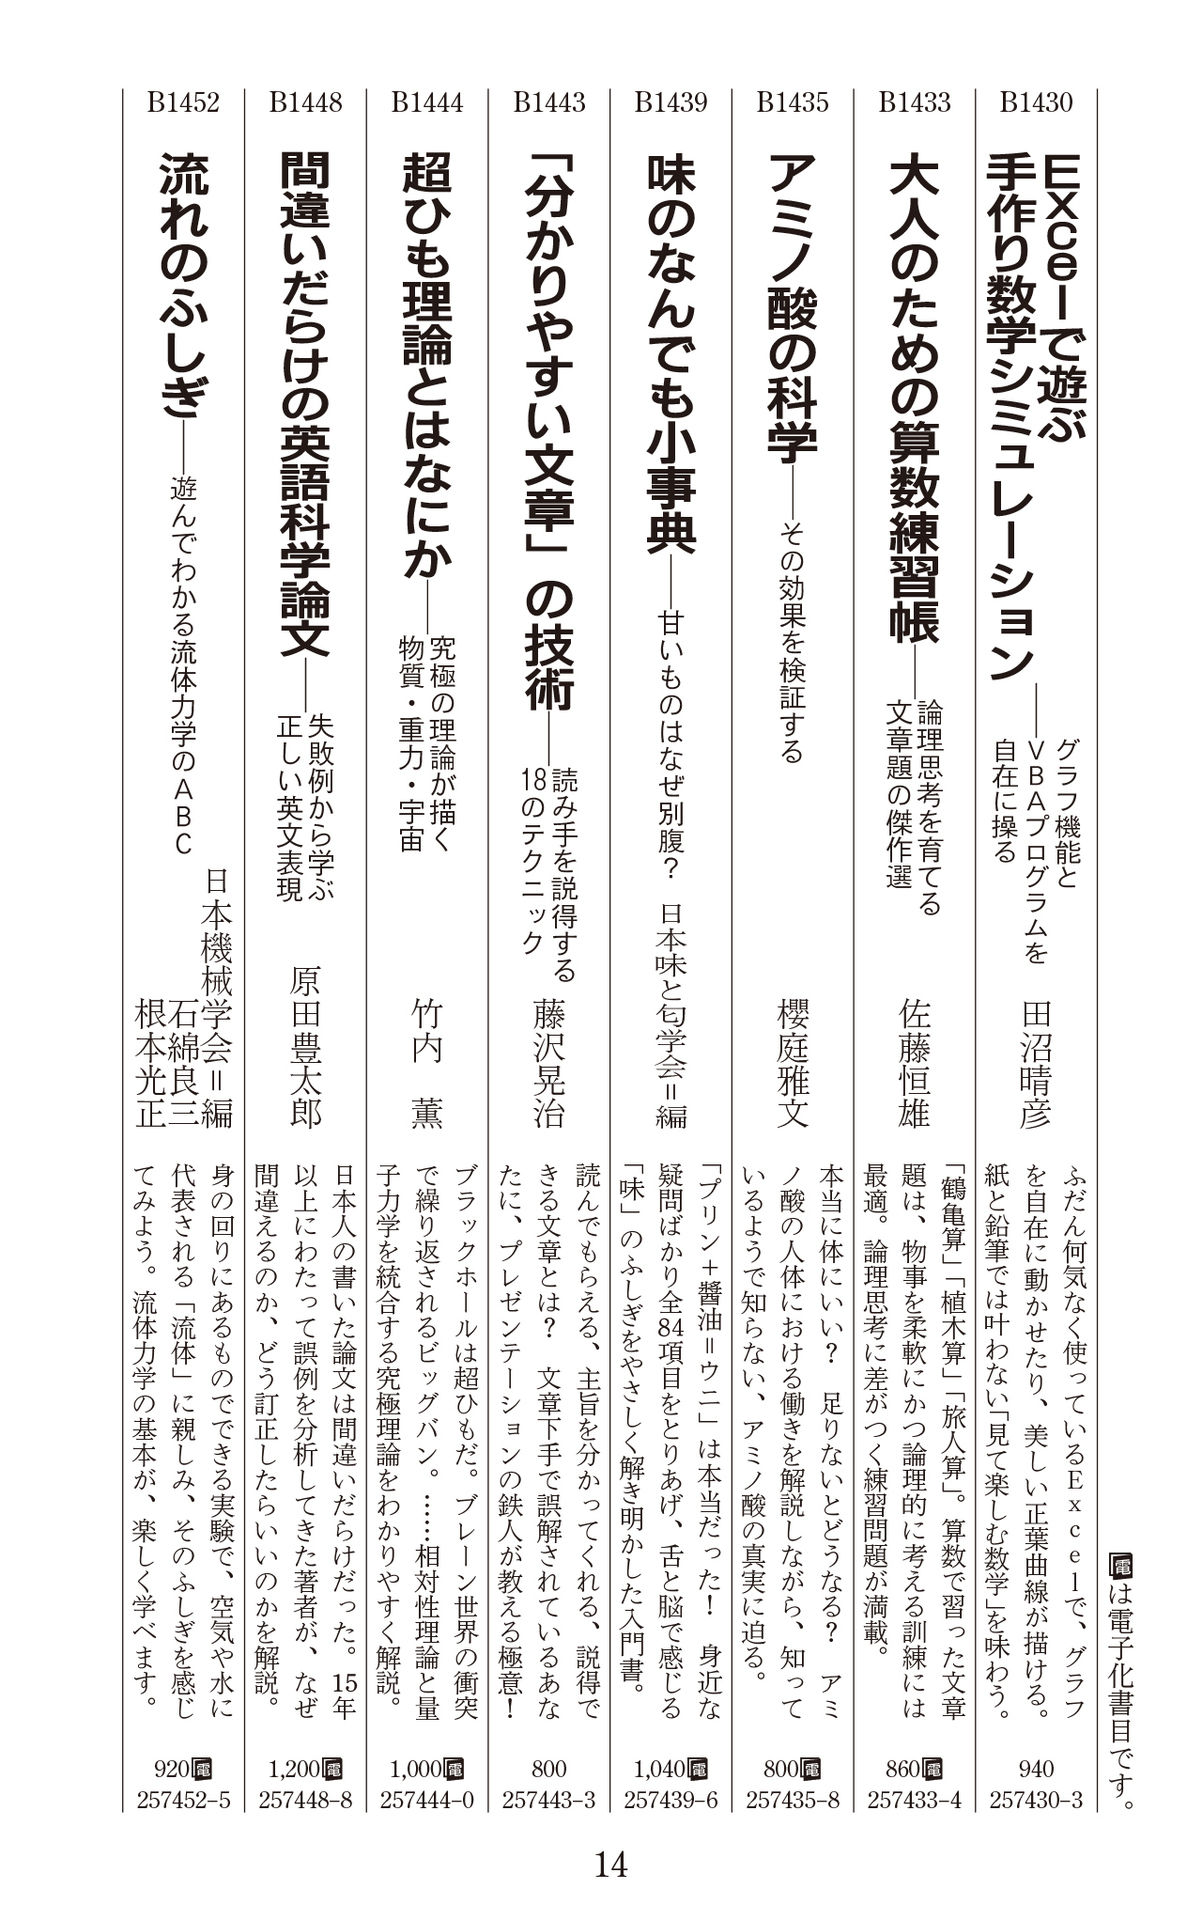 電は電子化書目です。
B1430
Excelで遊ぶ
手作り数学シミュレーション
――グラフ機能と
VBAプログラムを
自在に操る
田沼晴彦
ふだん何気なく使っているExcelで、グラフ
を自在に動かせたり、美しい正葉曲線が描ける。
紙と鉛筆では叶わない「見て楽しむ数学」を味わう。
940
257430-3
B1433
大人のための算数練習帳
――論理思考を育てる
文章題の傑作選
佐藤恒雄
「鶴亀算」「植木算」「旅人算」。算数で習った文章
題は、物事を柔軟にかつ論理的に考える訓練には
最適。論理思考に差がつく練習問題が満載。
860電
257433-4
B1435
アミノ酸の科学――その効果を検証する
櫻庭雅文
本当に体にいい？　足りないとどうなる？　アミ
ノ酸の人体における働きを解説しながら、知って
いるようで知らない、アミノ酸の真実に迫る。
800電
257435-8
B1439
味のなんでも小事典――甘いものはなぜ別腹？
日本味と匂学会＝編
「プリン＋醬油＝ウニ」は本当だった！　身近な
疑問ばかり全84項目をとりあげ、舌と脳で感じる
「味」のふしぎをやさしく解き明かした入門書。
1,040電
257439-6
B1443
「分かりやすい文章」の技術
――読み手を説得する
18のテクニック
藤沢晃治
読んでもらえる、主旨を分かってくれる、説得で
きる文章とは？　文章下手で誤解されているあな
たに、プレゼンテーションの鉄人が教える極意！
800
257443-3
B1444
超ひも理論とはなにか
――究極の理論が描く
物質・重力・宇宙
竹内　薫
ブラックホールは超ひもだ。ブレーン世界の衝突
で繰り返されるビッグバン。……相対性理論と量
子力学を統合する究極理論をわかりやすく解説。
1,000電
257444-0
B1448
間違いだらけの英語科学論文
――失敗例から学ぶ
正しい英文表現
原田豊太郎
日本人の書いた論文は間違いだらけだった。15年
以上にわたって誤例を分析してきた著者が、なぜ
間違えるのか、どう訂正したらいいのかを解説。
1,200電
257448-8
B1452
流れのふしぎ――遊んでわかる流体力学のABC
日本機械学会＝編
石綿良三
根本光正
身の回りにあるものでできる実験で、空気や水に
代表される「流体」に親しみ、そのふしぎを感じ
てみよう。流体力学の基本が、楽しく学べます。
920電
257452-5
14